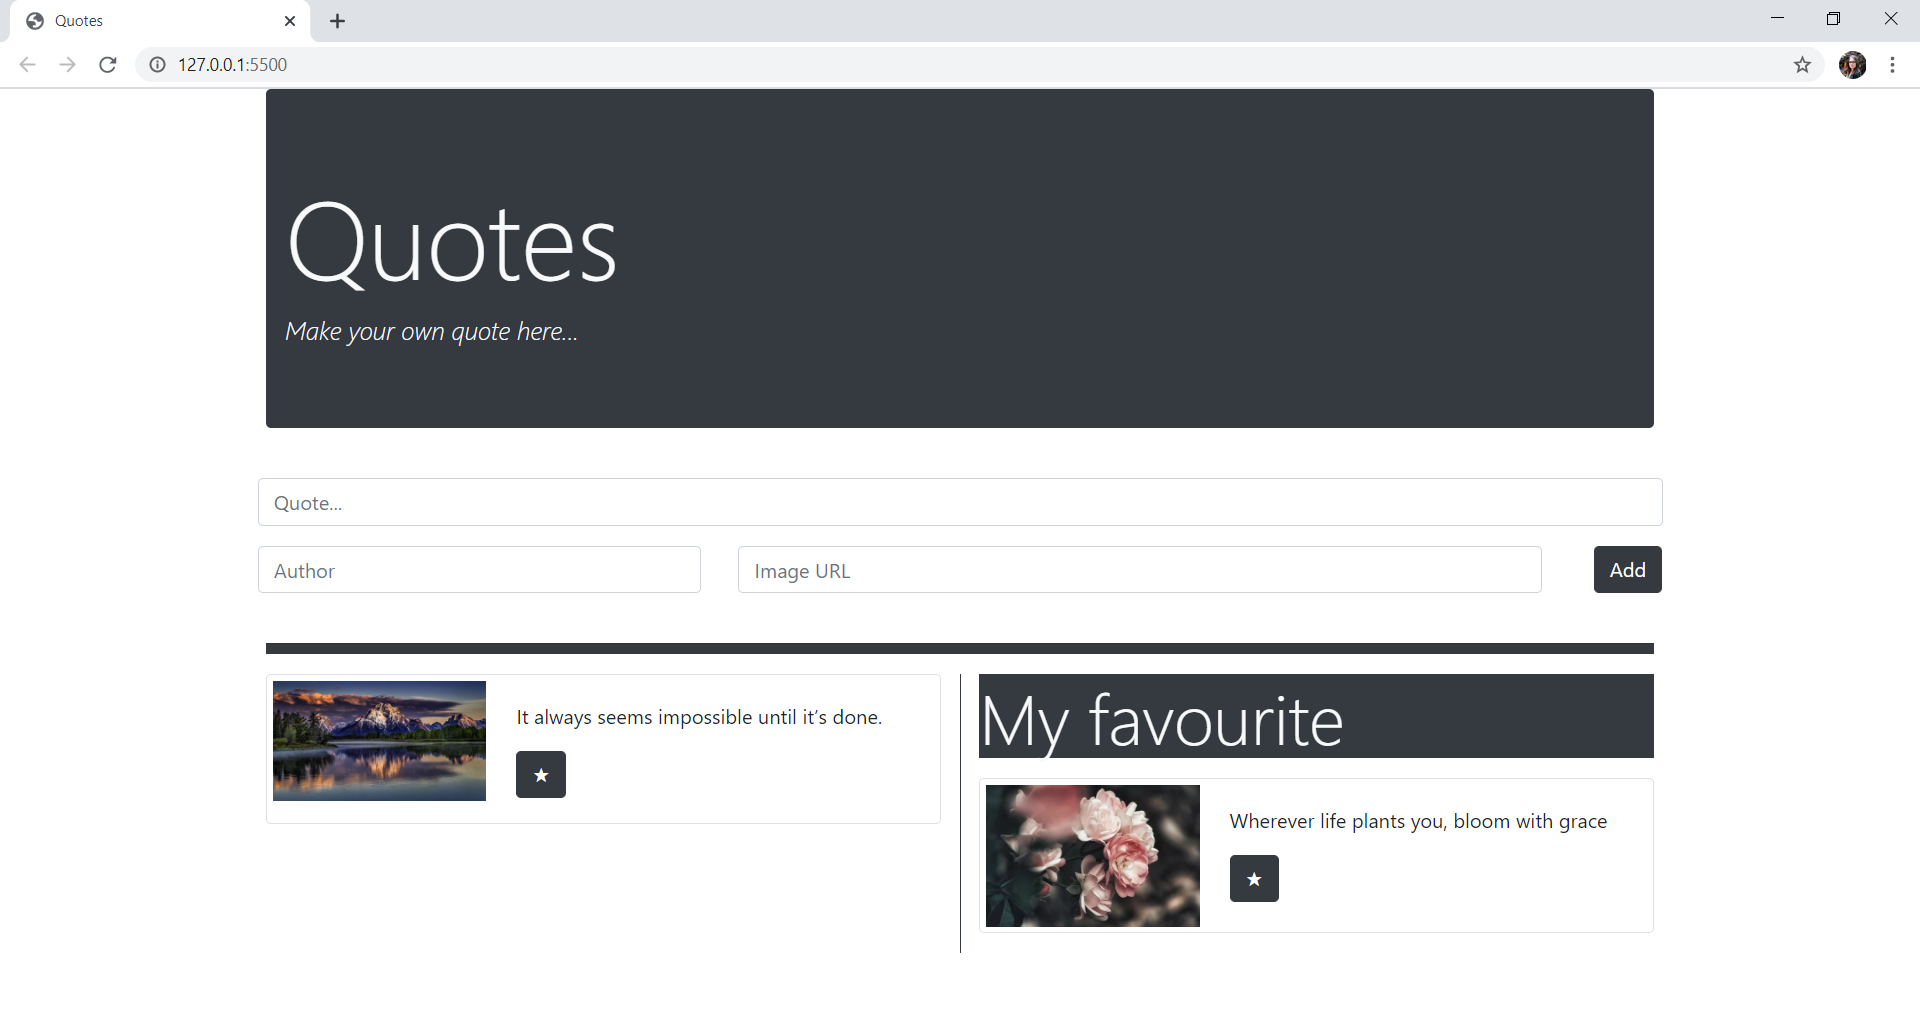 Quotes
127.0.0.1:5500
Quotes
Make your own quote here...
Quote...
Author
Image URL
Add
It always seems impossible until it’s done.
★
My favourite
Wherever life plants you, bloom with grace
★